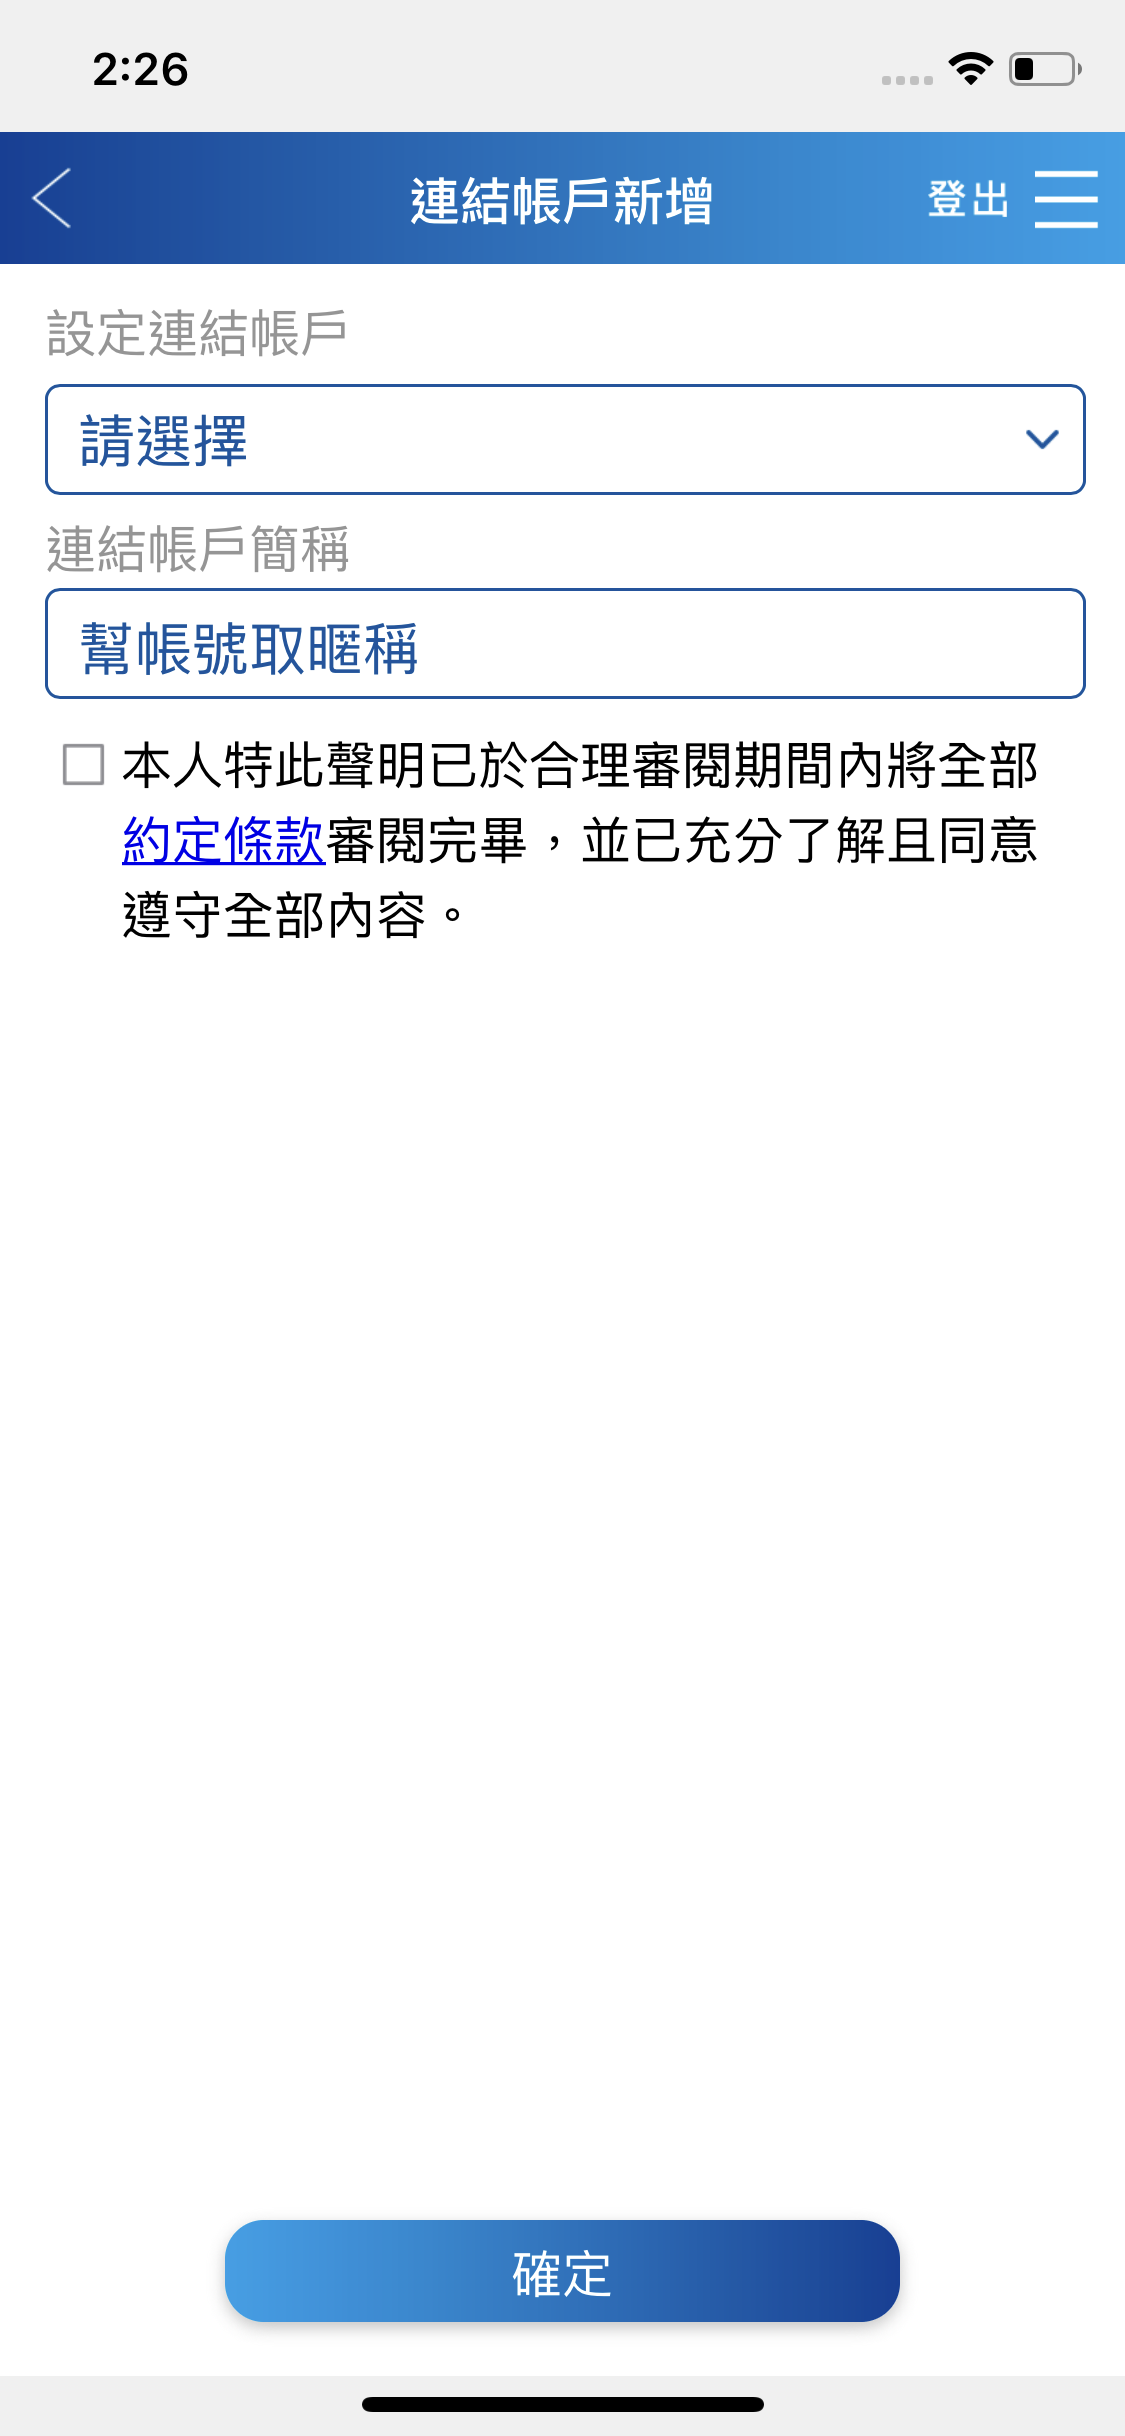 2:26
連結帳戶新增
登出
設定連結帳戶
請選擇
連結帳戶簡稱
幫帳號取暱稱
本人特此聲明已於合理審閱期間內將全部
約定條款審閱完畢，並已充分了解且同意
遵守全部內容。
確定